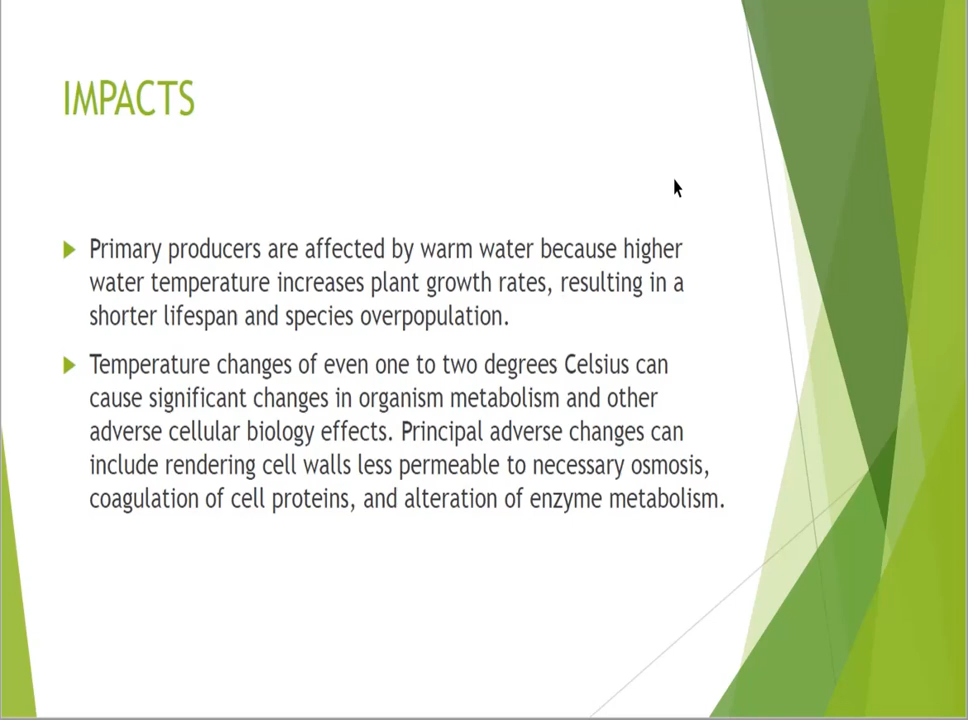 IMPACTS
Primary producers are affected by warm water because higher
water temperature increases plant growth rates, resulting in a
shorter lifespan and species overpopulation.
Temperature changes of even one to two degrees Celsius can
cause significant changes in organism metabolism and other
adverse cellular biology effects. Principal adverse changes can
include rendering cell walls less permeable to necessary osmosis,
coagulation of cell proteins, and alteration of enzyme metabolism.